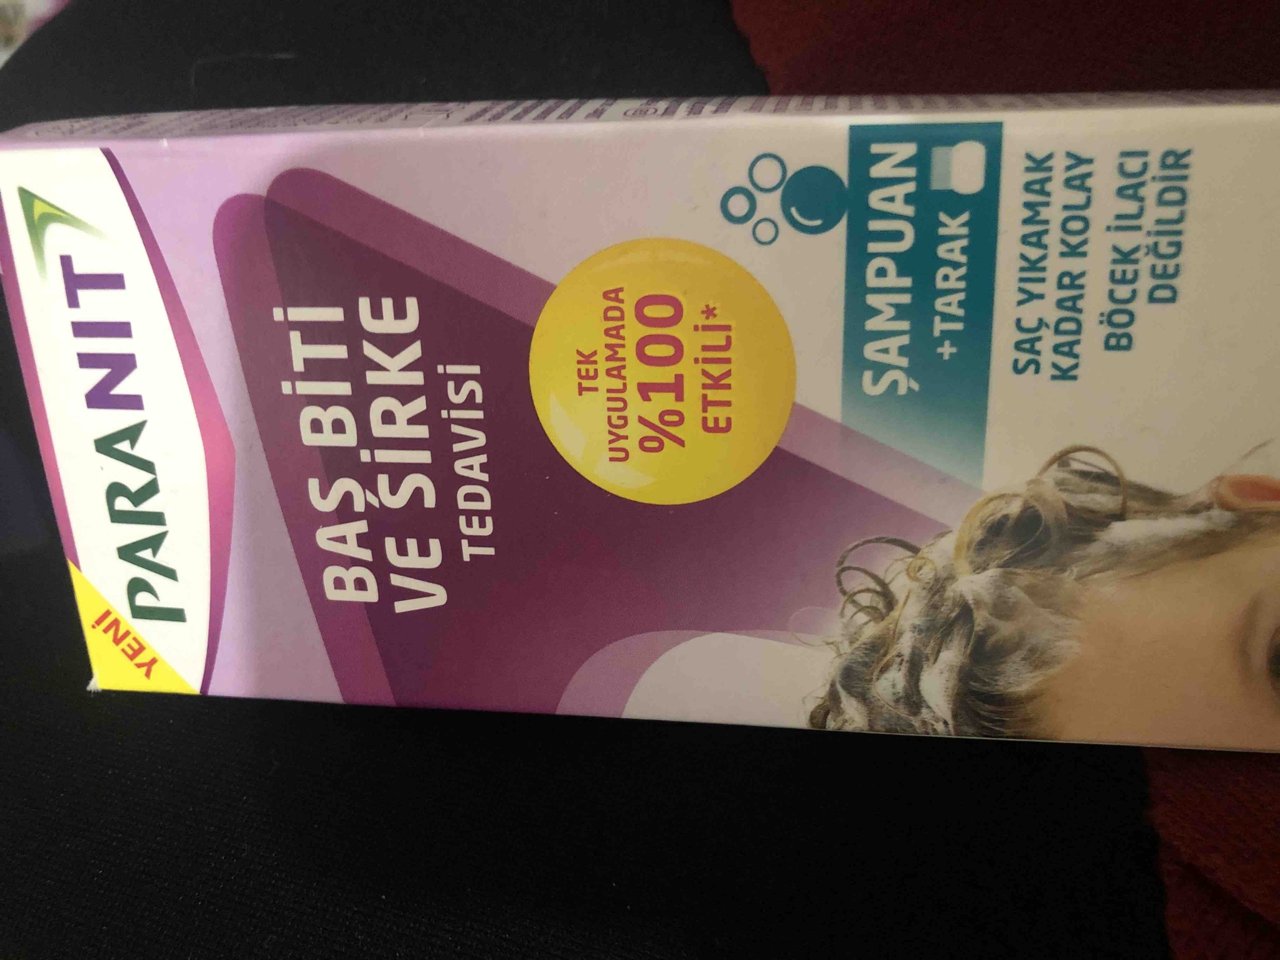 YENİ
PARANIT
BAŞ BİTİ
VE SİRKE
TEDAVİSİ
TEK
UYGULAMADA
%100
ETKİLİ*
ŞAMPUAN
+TARAK
SAÇ YIKAMAK
KADAR KOLAY
BÖCEK İLACI
DEĞİLDİR